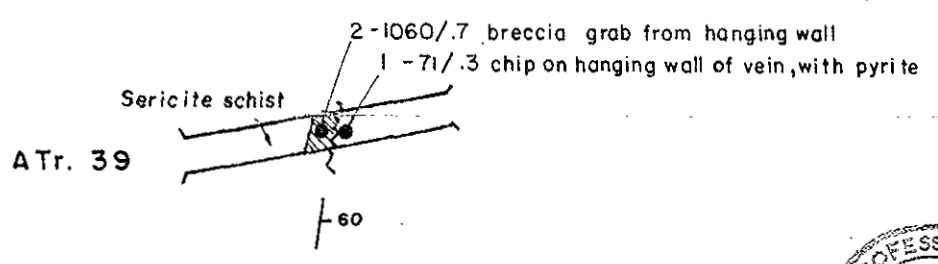 2-1060/.7 breccia grab from hanging wall
1-71/.3 chip on hanging wall of vein, with pyrite
Sericite schist
A Tr. 39
60